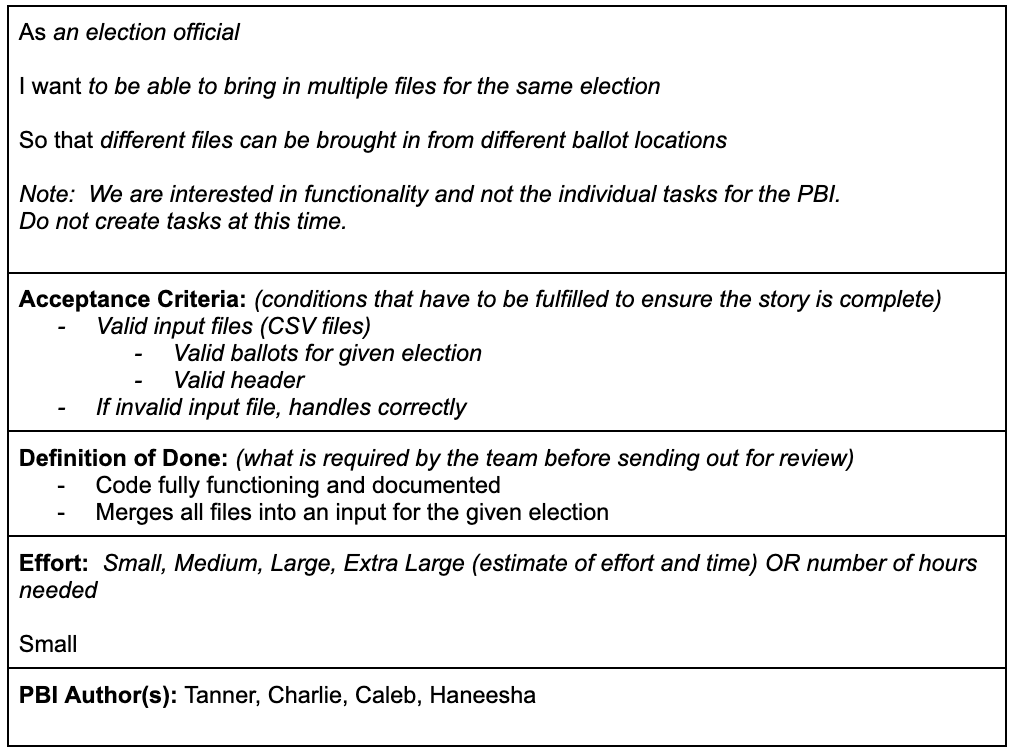 As an election official
I want to be able to bring in multiple files for the same election
So that different files can be brought in from different ballot locations
Note:  We are interested in functionality and not the individual tasks for the PBI.
Do not create tasks at this time.
Acceptance Criteria: (conditions that have to be fulfilled to ensure the story is complete)
- Valid input files (CSV files)
- Valid ballots for given election
- Valid header
- If invalid input file, handles correctly
Definition of Done: (what is required by the team before sending out for review)
- Code fully functioning and documented
- Merges all files into an input for the given election
Effort:  Small, Medium, Large, Extra Large (estimate of effort and time) OR number of hours
needed
Small
PBI Author(s): Tanner, Charlie, Caleb, Haneesha